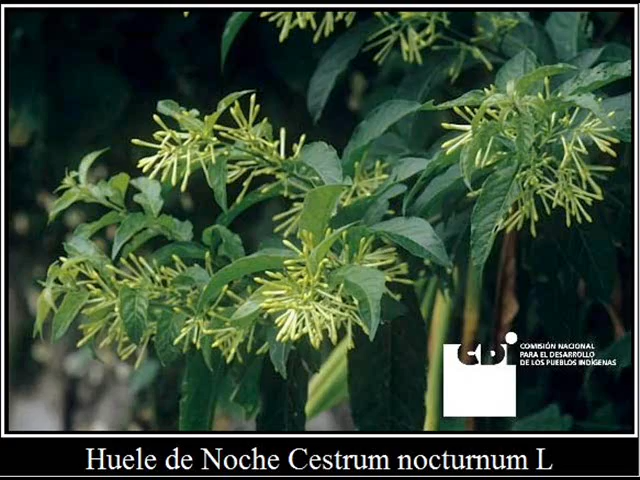 CDI
COMISIÓN NACIONAL
PARA EL DESARROLLO
DE LOS PUEBLOS INDÍGENAS
Huele de Noche Cestrum nocturnum L